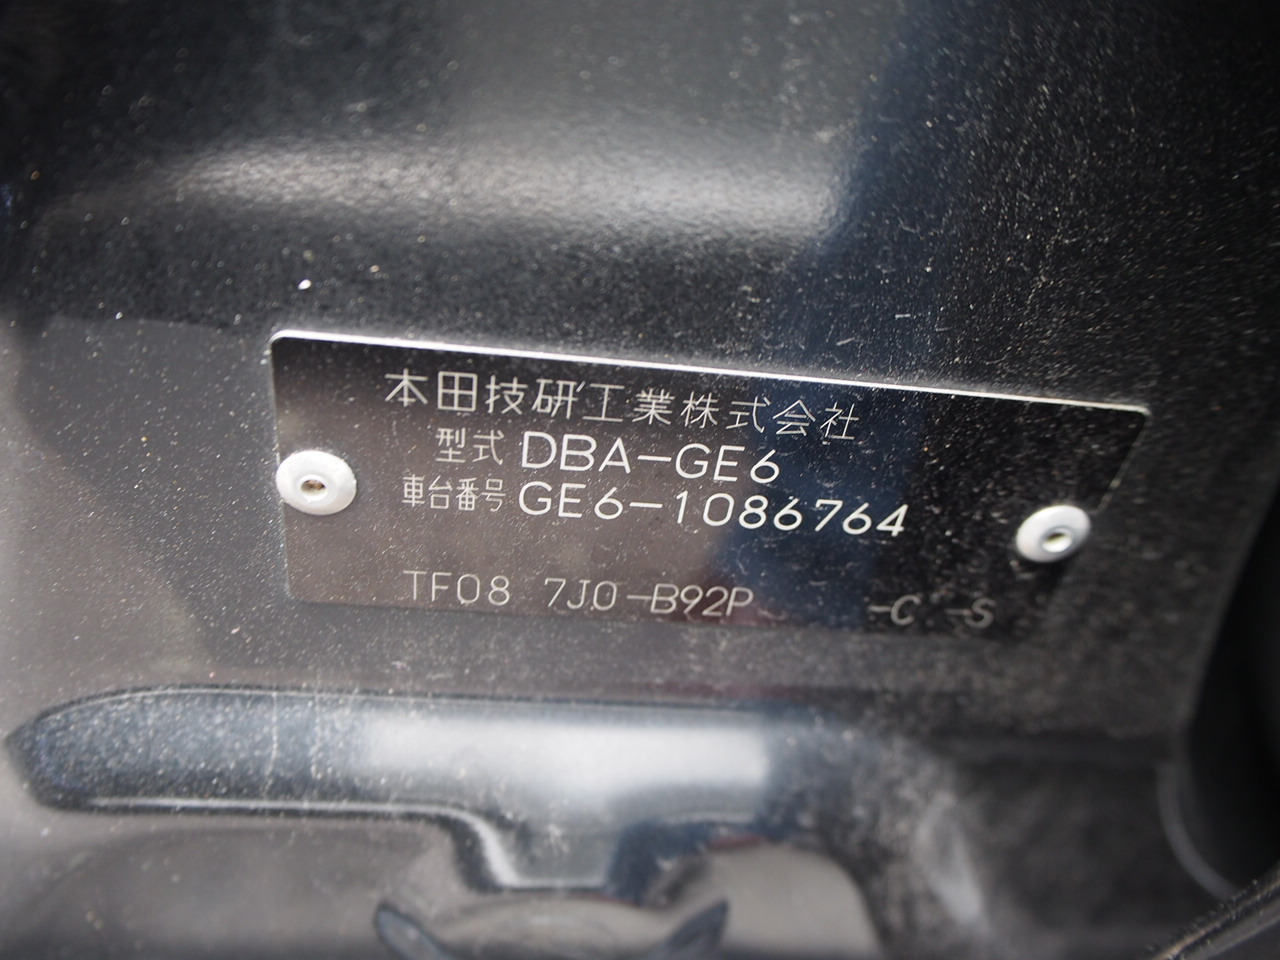 本田技研工業株式会社
型式 DBA-GE6
車台番号 GE6-1086764
TF08 7J0-B92P -C -S